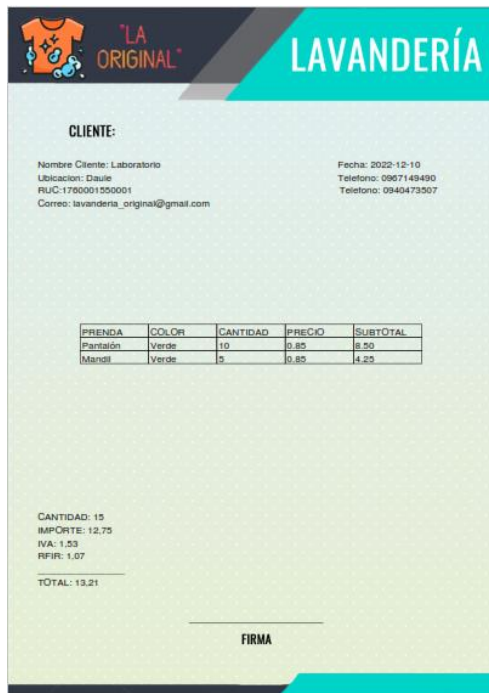 "LA
ORIGINAL"
LAVANDERÍA
CLIENTE:
Nombre Cliente: Laboratorio
Ubicacion: Daule
RUC:1760001550001
Correo: lavanderia_original@gmail.com
Fecha: 2022-12-10
Telefono: 0967149490
Telefono: 0940473507
PRENDA COLOR CANTIDAD PRECIO SUBTOTAL
Pantalón Verde 10 0.85 8.50
Mandil Verde 5 0.85 4.25
CANTIDAD: 15
IMPORTE: 12,75
IVA: 1,53
RFIR: 1,07
TOTAL: 13,21
FIRMA